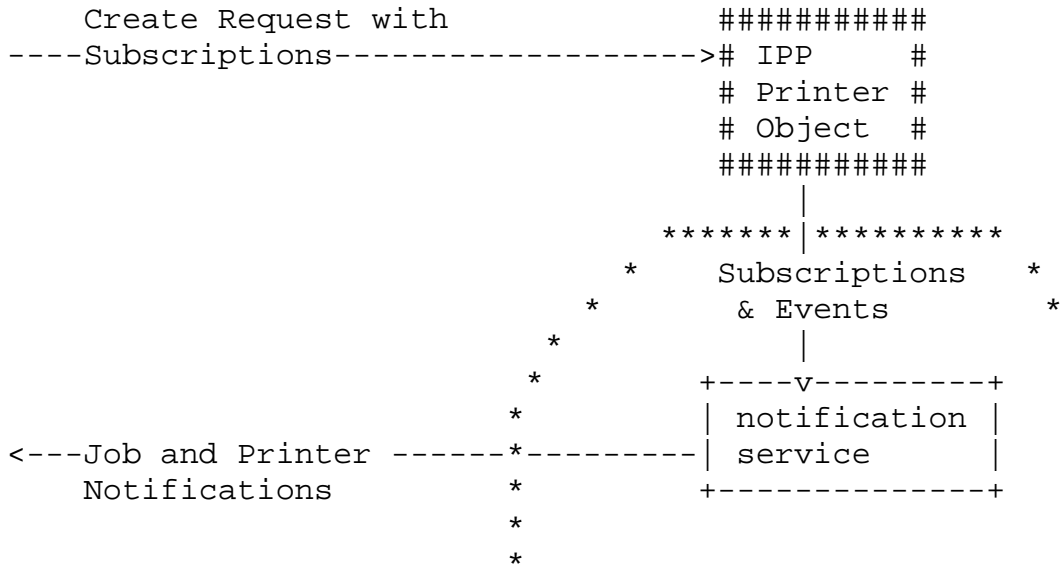 Create Request with                 ###########
----Subscriptions------------------->#  IPP      #
# Printer #
# Object  #
###########
|
*******|**********
*    Subscriptions   *
*       & Events        *
*            |
*        +----v---------+
*         | notification |
<---Job and Printer ------*---------| service      |
Notifications         *         +--------------+
*
*